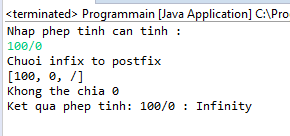 <terminated> Programmain [Java Application] C:\Pro
Nhap phep tinh can tinh :
100/0
Chuoi infix to postfix
[100, 0, /]
Khong the chia 0
Ket qua phep tinh: 100/0 : Infinity